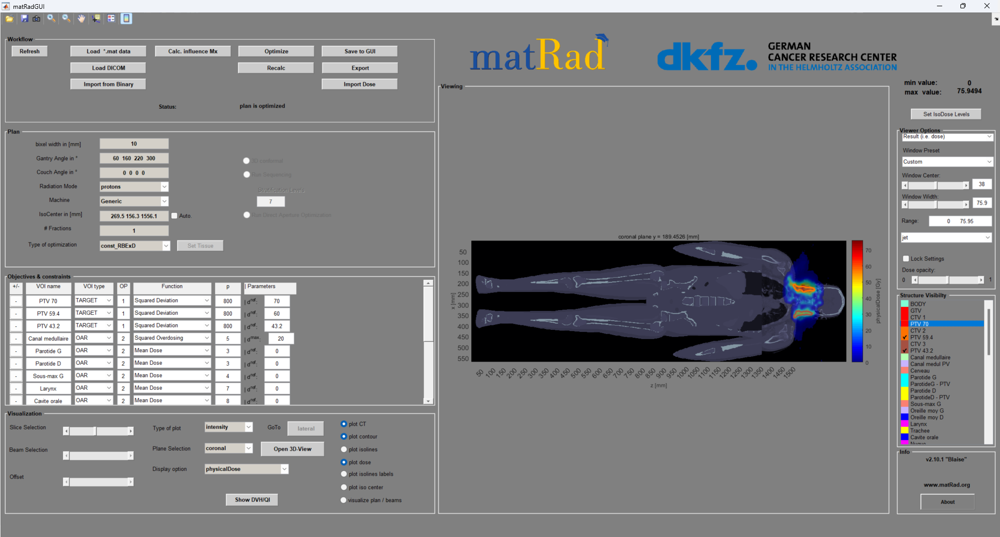 matRadGUI
Workflow
Refresh
Load *.mat data
Calc. influence Mx
Optimize
Save to GUI
Load DICOM
Recalc
Export
Import from Binary
Import Dose
Status:
plan is optimized
matRad
dkfz.
GERMAN
CANCER RESEARCH CENTER
IN THE HELMHOLTZ ASSOCIATION
Plan
bixel width in [mm]
10
Gantry Angle in °
60 160 220 300
Couch Angle in °
0 0 0 0
Radiation Mode
protons
Machine
Generic
IsoCenter in [mm]
269.5 156.3 1556.1
Auto.
# Fractions
1
Type of optimization
const_RBExD
Set Tissue
3D conformal
Run Sequencing
Stratification Levels
7
Run Direct Aperture Optimization
Objectives & constraints
+/- VOI name VOI type OP Function p | Parameters
- PTV 70 TARGET 1 Squared Deviation 800 | dref: 70
- PTV 59.4 TARGET 1 Squared Deviation 800 | dref: 60
- PTV 43.2 TARGET 1 Squared Deviation 800 | dref: 43.2
- Canal medullaire OAR 2 Squared Overdosing 5 | dmax: 20
- Parotide G OAR 2 Mean Dose 3 | dref: 0
- Parotide D OAR 2 Mean Dose 3 | dref: 0
- Sous-max G OAR 2 Mean Dose 4 | dref: 0
- Larynx OAR 2 Mean Dose 7 | dref: 0
- Cavite orale OAR 2 Mean Dose 8 | dref: 0
Visualization
Slice Selection
Beam Selection
Offset
Type of plot
intensity
GoTo
lateral
Plane Selection
coronal
Open 3D-View
Display option
physicalDose
Show DVH/QI
plot CT
plot contour
plot isolines
plot dose
plot isolines labels
plot iso center
visualize plan / beams
Viewing
coronal plane y = 189.4526 [mm]
x [mm]
50
100
150
200
250
300
350
400
450
500
550
50 100 150 200 250 300 350 400 450 500 550 600 650 700 750 800 850 900 950 1000 1050 1100 1150 1200 1250 1300 1350 1400 1450 1500
z [mm]
70
60
50
40
30
20
10
0
physicalDose [Gy]
min value: 0
max value: 75.9494
Set IsoDose Levels
Viewer Options
Result (i.e. dose)
Window Preset
Custom
Window Center:
38
Window Width:
75.9
Range: 0 75.95
jet
Lock Settings
Dose opacity:
0 1
Structure Visibilty
BODY
GTV
CTV 1
PTV 70
CTV 2
PTV 59.4
CTV 3
PTV 43.2
Canal medullaire
Canal medul PV
Cerveau
Parotide G
ParotideG - PTV
Parotide D
ParotideD - PTV
Sous-max G
Oreille moy G
Oreille moy D
Larynx
Trachee
Cavite orale
Info
v2.10.1 "Blaise"
www.matRad.org
About